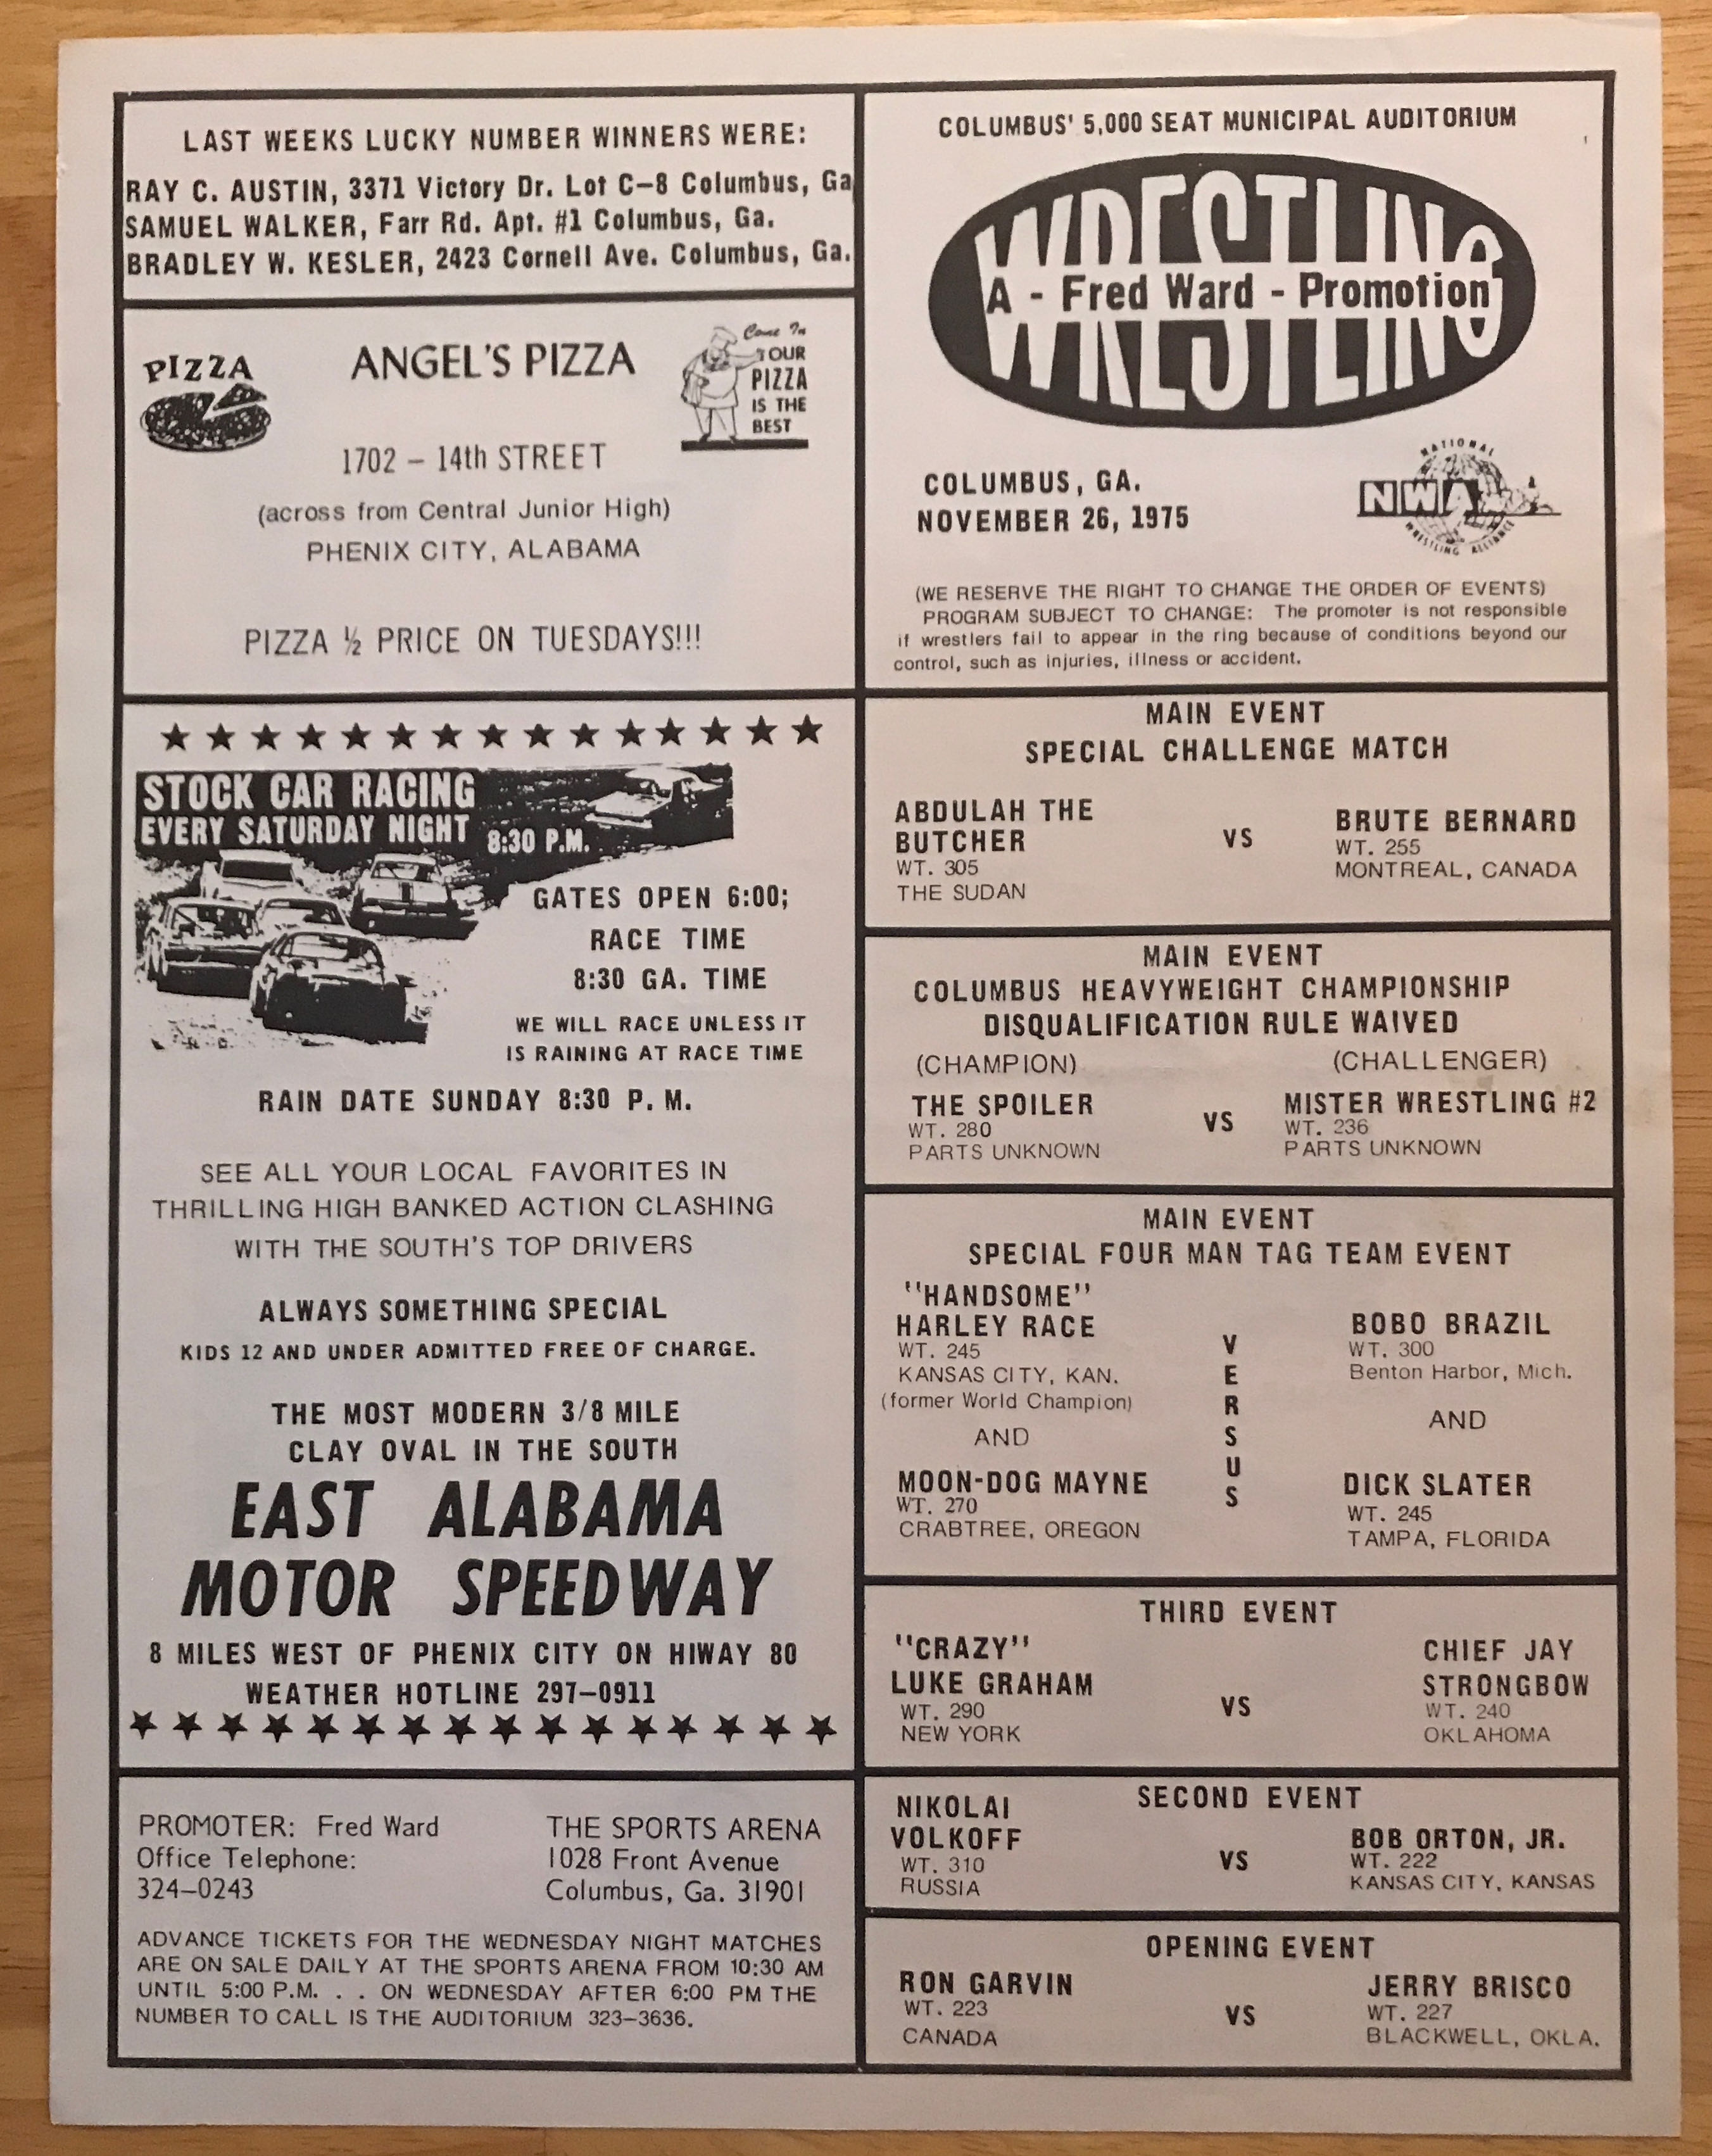 LAST WEEKS LUCKY NUMBER WINNERS WERE:
RAY C. AUSTIN, 3371 Victory Dr. Lot C-8 Columbus, Ga
SAMUEL WALKER, Farr Rd. Apt. #1 Columbus, Ga.
BRADLEY W. KESLER, 2423 Cornell Ave. Columbus, Ga.
PIZZA
ANGEL'S PIZZA
Come In
YOUR
PIZZA
IS THE
BEST
1702 – 14th STREET
(across from Central Junior High)
PHENIX CITY, ALABAMA
PIZZA ½ PRICE ON TUESDAYS!!!
STOCK CAR RACING
EVERY SATURDAY NIGHT 8:30 P.M.
GATES OPEN 6:00;
RACE TIME
8:30 GA. TIME
WE WILL RACE UNLESS IT
IS RAINING AT RACE TIME
RAIN DATE SUNDAY 8:30 P. M.
SEE ALL YOUR LOCAL FAVORITES IN
THRILLING HIGH BANKED ACTION CLASHING
WITH THE SOUTH'S TOP DRIVERS
ALWAYS SOMETHING SPECIAL
KIDS 12 AND UNDER ADMITTED FREE OF CHARGE.
THE MOST MODERN 3/8 MILE
CLAY OVAL IN THE SOUTH
EAST ALABAMA
MOTOR SPEEDWAY
8 MILES WEST OF PHENIX CITY ON HIWAY 80
WEATHER HOTLINE 297–0911
PROMOTER: Fred Ward
Office Telephone:
324–0243
THE SPORTS ARENA
1028 Front Avenue
Columbus, Ga. 31901
ADVANCE TICKETS FOR THE WEDNESDAY NIGHT MATCHES
ARE ON SALE DAILY AT THE SPORTS ARENA FROM 10:30 AM
UNTIL 5:00 P.M. . . ON WEDNESDAY AFTER 6:00 PM THE
NUMBER TO CALL IS THE AUDITORIUM 323–3636.
COLUMBUS' 5,000 SEAT MUNICIPAL AUDITORIUM
WRESTLING
A - Fred Ward - Promotion
COLUMBUS, GA.
NOVEMBER 26, 1975
NATIONAL
NWA
WRESTLING ALLIANCE
(WE RESERVE THE RIGHT TO CHANGE THE ORDER OF EVENTS)
PROGRAM SUBJECT TO CHANGE: The promoter is not responsible
if wrestlers fail to appear in the ring because of conditions beyond our
control, such as injuries, illness or accident.
MAIN EVENT
SPECIAL CHALLENGE MATCH
ABDULAH THE
BUTCHER
WT. 305
THE SUDAN
VS
BRUTE BERNARD
WT. 255
MONTREAL, CANADA
MAIN EVENT
COLUMBUS HEAVYWEIGHT CHAMPIONSHIP
DISQUALIFICATION RULE WAIVED
(CHAMPION)
THE SPOILER
WT. 280
PARTS UNKNOWN
VS
(CHALLENGER)
MISTER WRESTLING #2
WT. 236
PARTS UNKNOWN
MAIN EVENT
SPECIAL FOUR MAN TAG TEAM EVENT
"HANDSOME"
HARLEY RACE
WT. 245
KANSAS CITY, KAN.
(former World Champion)
AND
MOON-DOG MAYNE
WT. 270
CRABTREE, OREGON
VERSUS
BOBO BRAZIL
WT. 300
Benton Harbor, Mich.
AND
DICK SLATER
WT. 245
TAMPA, FLORIDA
THIRD EVENT
"CRAZY"
LUKE GRAHAM
WT. 290
NEW YORK
VS
CHIEF JAY
STRONGBOW
WT. 240
OKLAHOMA
SECOND EVENT
NIKOLAI
VOLKOFF
WT. 310
RUSSIA
VS
BOB ORTON, JR.
WT. 222
KANSAS CITY, KANSAS
OPENING EVENT
RON GARVIN
WT. 223
CANADA
VS
JERRY BRISCO
WT. 227
BLACKWELL, OKLA.